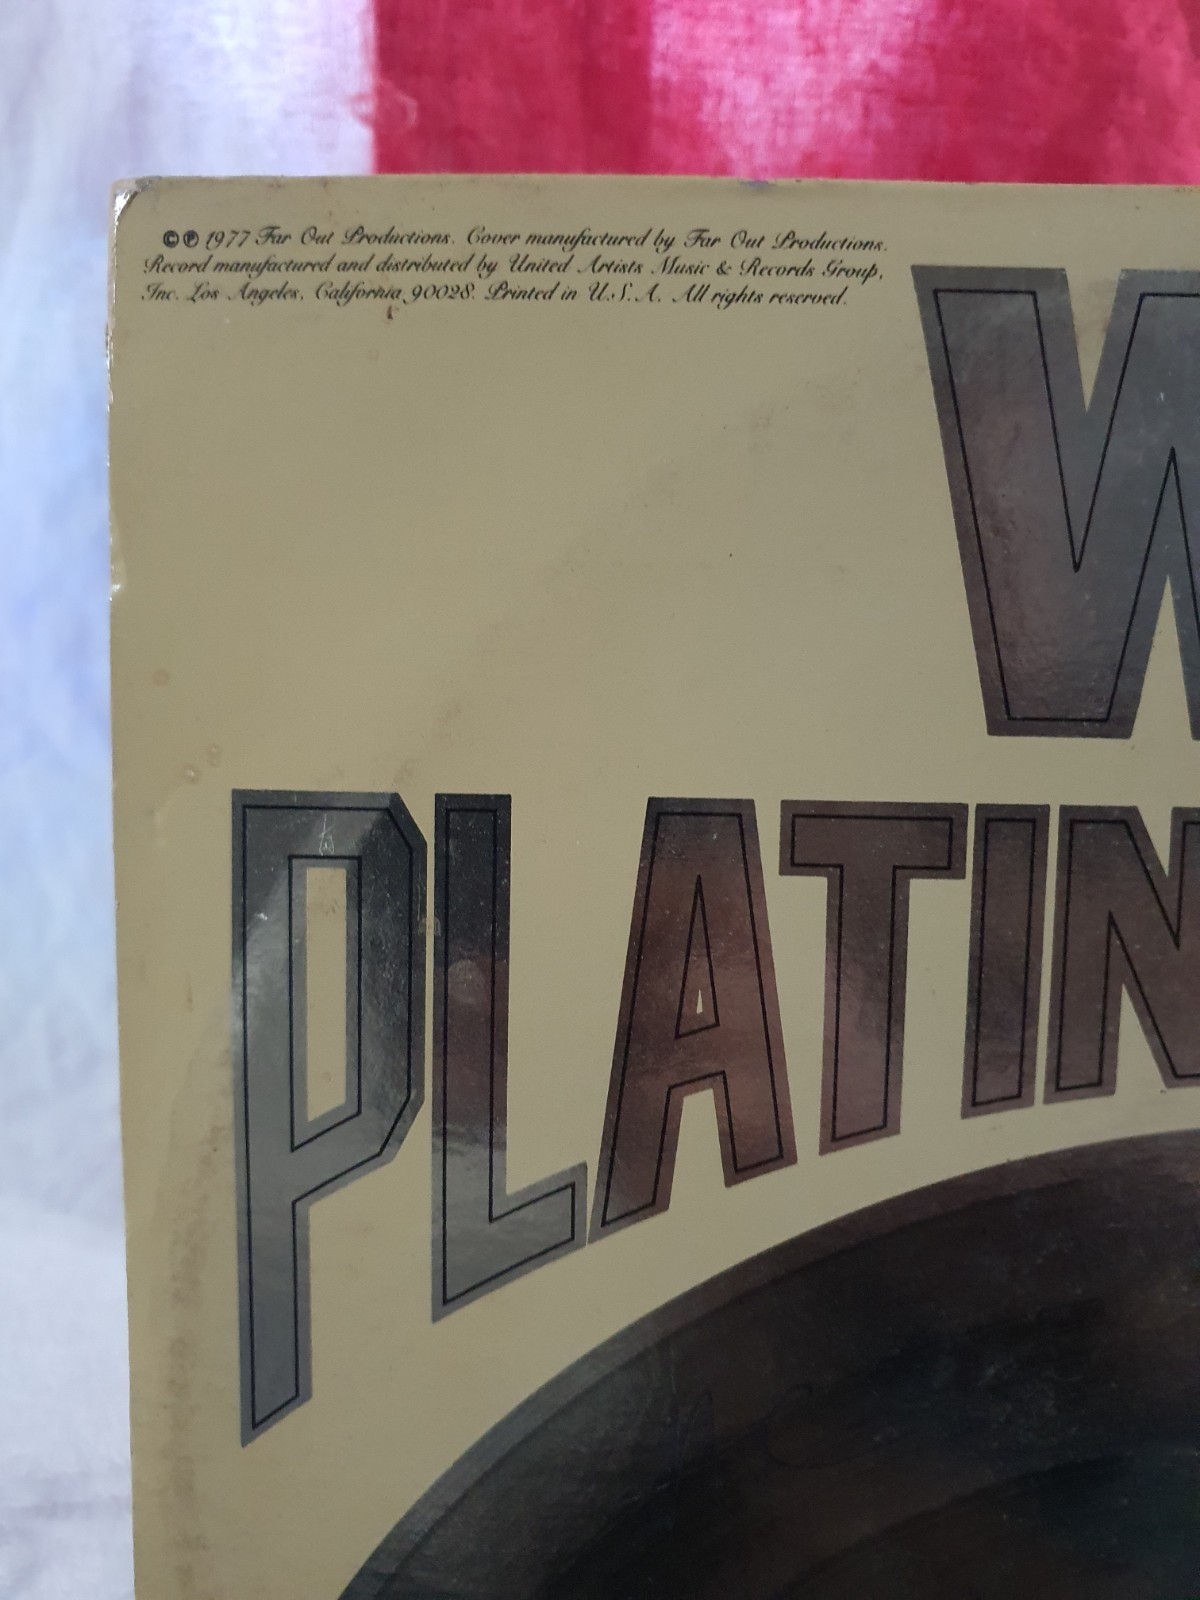 ©℗ 1977 Far Out Productions. Cover manufactured by Far Out Productions.
Record manufactured and distributed by United Artists Music & Records Group,
Inc. Los Angeles, California 90028. Printed in U.S.A. All rights reserved.
W
PLATIN